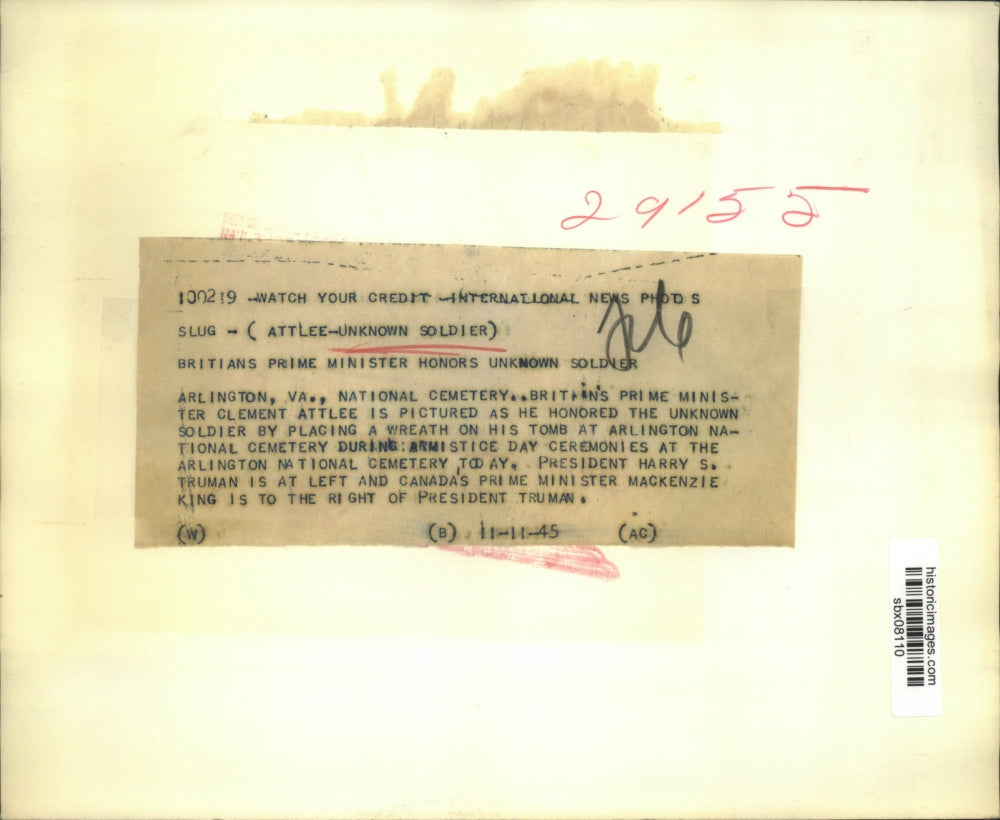 29155
100219 -WATCH YOUR CREDIT -INTERNATIONAL NEWS PHOTOS
SLUG - ( ATTLEE-UNKNOWN SOLDIER)
BRITIANS PRIME MINISTER HONORS UNKNOWN SOLDIER
ARLINGTON, VA., NATIONAL CEMETERY..BRITAINS PRIME MINIS-
TER CLEMENT ATTLEE IS PICTURED AS HE HONORED THE UNKNOWN
SOLDIER BY PLACING A WREATH ON HIS TOMB AT ARLINGTON NA-
TIONAL CEMETERY DURING ARMISTICE DAY CEREMONIES AT THE
ARLINGTON NATIONAL CEMETERY TODAY. PRESIDENT HARRY S.
TRUMAN IS AT LEFT AND CANADA'S PRIME MINISTER MACKENZIE
KING IS TO THE RIGHT OF PRESIDENT TRUMAN.
(W) (B) 11-11-45 (AC)
historicimages.com
sbx08110